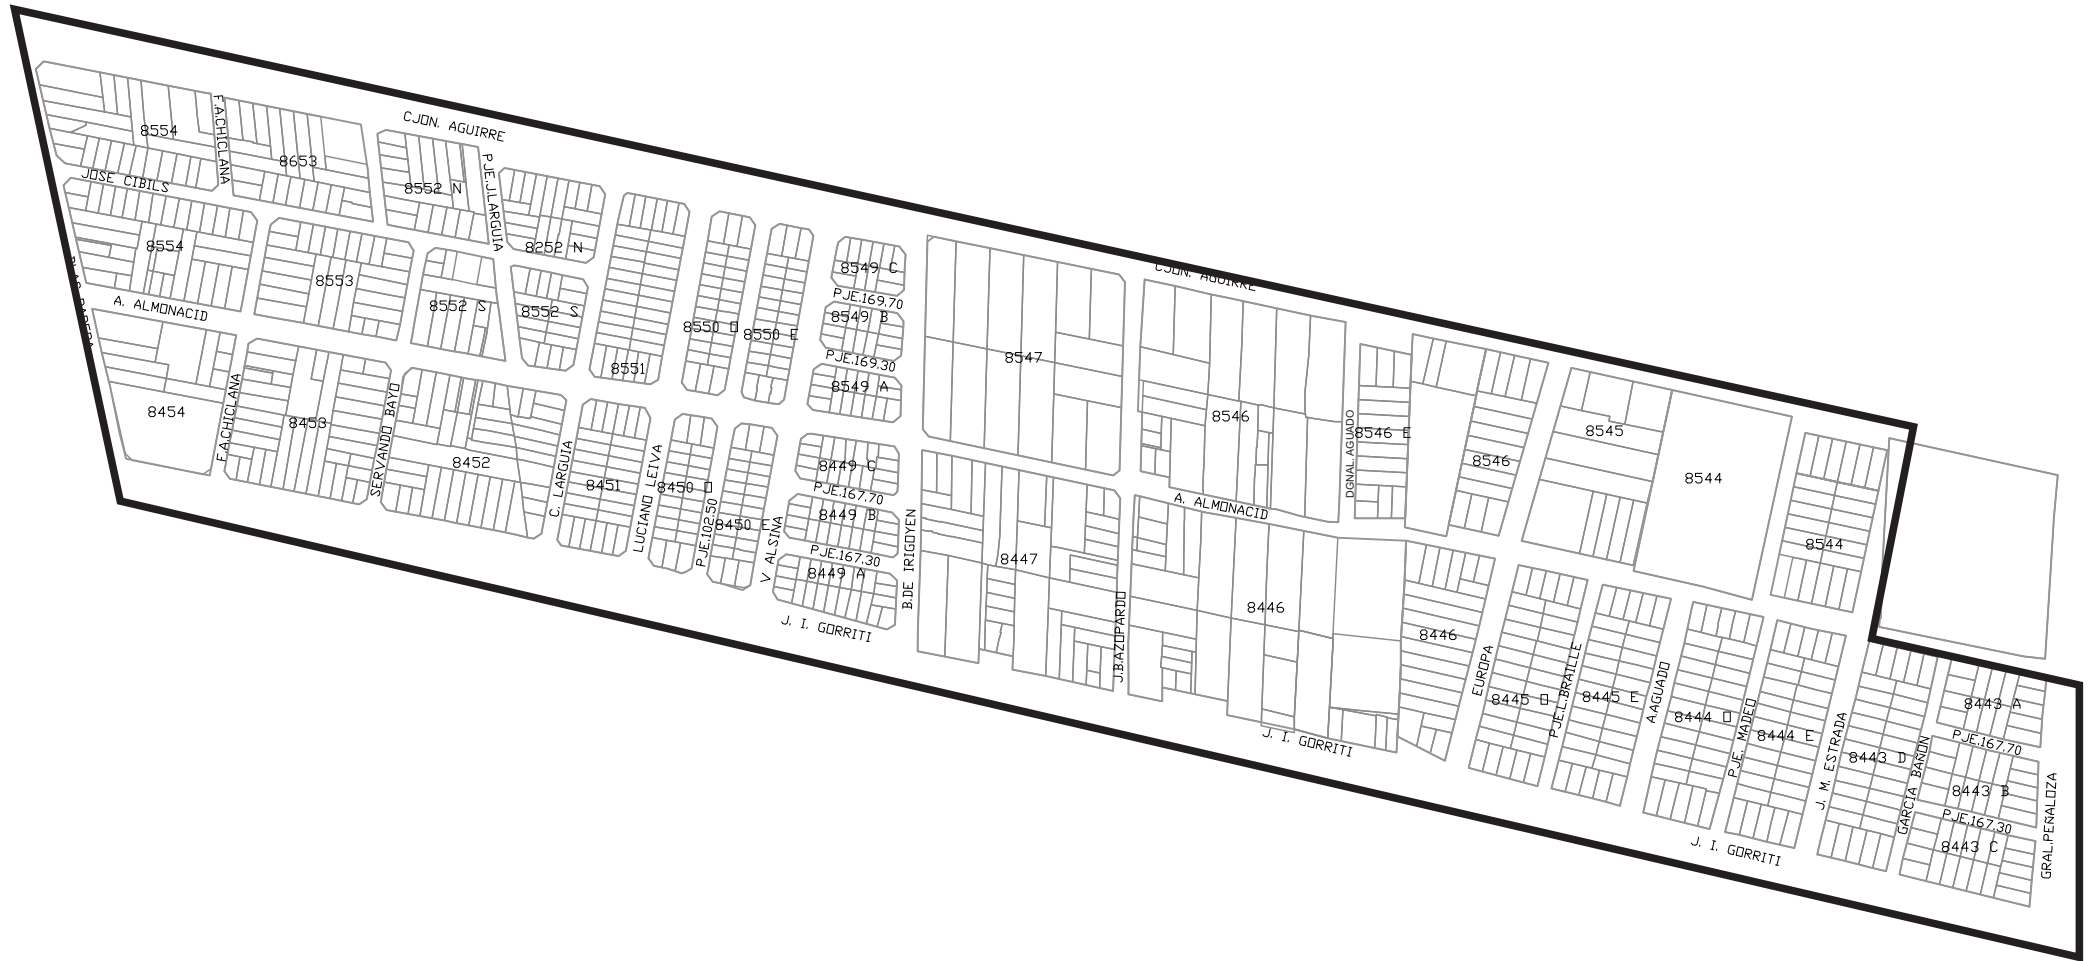 CJON. AGUIRRE
F.A.CHICLANA
8554
8653
PJE.J.LARGUIA
8552 N
JOSE CIBILS
8554
8252 N
8553
8552 S
8552 S
A. ALMONACID
8549 C
PJE.169.70
8549 B
8550 O
8550 E
PJE.169.30
8551
8549 A
CJON. AGUIRRE
8547
8546
8454
F.A.CHICLANA
8453
SERVANDO BAYO
8452
C. LARGUIA
8451
LUCIANO LEIVA
8450 O
PJE.102.50
8450 E
V ALSINA
8449 C
PJE.167.70
8449 B
PJE.167.30
8449 A
B.DE IRIGOYEN
J. I. GORRITI
DGNAL.AGUADO
8546 E
8546
8545
8544
8544
A. ALMONACID
8447
J.B.AZOPARDO
8446
8446
EUROPA
8445 O
PJE.L.BRAILLE
8445 E
A.AGUADO
8444 O
PJE. MADEO
8444 E
J. M. ESTRADA
8443 D
GARCIA BAÑON
8443 A
PJE.167.70
8443 B
PJE.167.30
8443 C
GRAL.PEÑALOZA
J. I. GORRITI
J. I. GORRITI